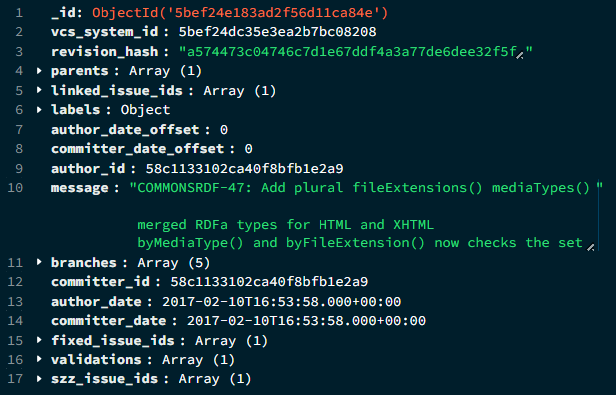 1 _id: ObjectId('5bef24e183ad2f56d11ca84e')
2 vcs_system_id : 5bef24dc35e3ea2b7bc08208
3 revision_hash : "a574473c04746c7d1e67ddf4a3a77de6dee32f5f"
4 parents : Array (1)
5 linked_issue_ids : Array (1)
6 labels : Object
7 author_date_offset : 0
8 committer_date_offset : 0
9 author_id : 58c1133102ca40f8bfb1e2a9
10 message : "COMMONSRDF-47: Add plural fileExtensions() mediaTypes() "
merged RDFa types for HTML and XHTML
byMediaType() and byFileExtension() now checks the set
11 branches : Array (5)
12 committer_id : 58c1133102ca40f8bfb1e2a9
13 author_date : 2017-02-10T16:53:58.000+00:00
14 committer_date : 2017-02-10T16:53:58.000+00:00
15 fixed_issue_ids : Array (1)
16 validations : Array (1)
17 szz_issue_ids : Array (1)